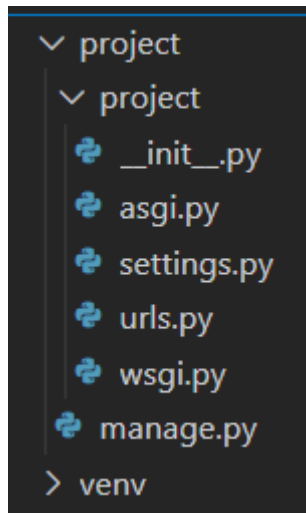 project
project
__init__.py
asgi.py
settings.py
urls.py
wsgi.py
manage.py
venv